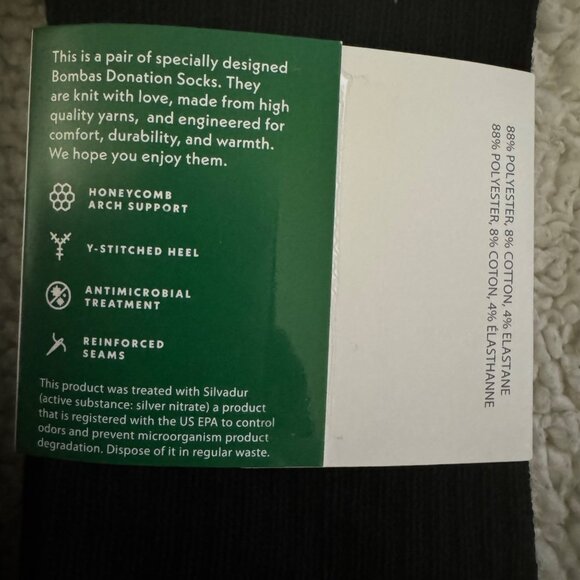 This is a pair of specially designed
Bombas Donation Socks. They
are knit with love, made from high
quality yarns, and engineered for
comfort, durability, and warmth.
We hope you enjoy them.
HONEYCOMB
ARCH SUPPORT
Y-STITCHED HEEL
ANTIMICROBIAL
TREATMENT
REINFORCED
SEAMS
This product was treated with Silvadur
(active substance: silver nitrate) a product
that is registered with the US EPA to control
odors and prevent microorganism product
degradation. Dispose of it in regular waste.
88% POLYESTER, 8% COTTON, 4% ELASTANE
88% POLYESTER, 8% COTON, 4% ÉLASTHANNE